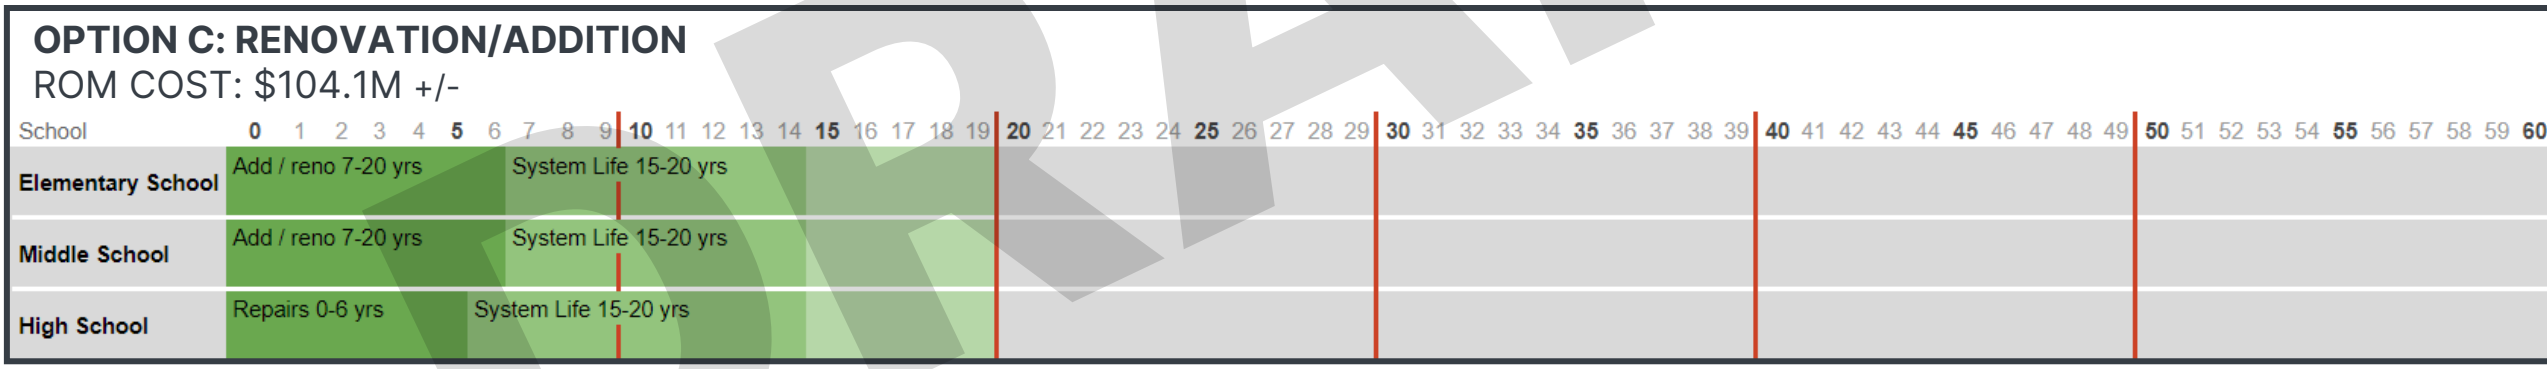 OPTION C: RENOVATION/ADDITION
ROM COST: $104.1M +/-
School 0 1 2 3 4 5 6 7 8 9 10 11 12 13 14 15 16 17 18 19 20 21 22 23 24 25 26 27 28 29 30 31 32 33 34 35 36 37 38 39 40 41 42 43 44 45 46 47 48 49 50 51 52 53 54 55 56 57 58 59 60
Elementary School Add / reno 7-20 yrs System Life 15-20 yrs
Middle School Add / reno 7-20 yrs System Life 15-20 yrs
High School Repairs 0-6 yrs System Life 15-20 yrs